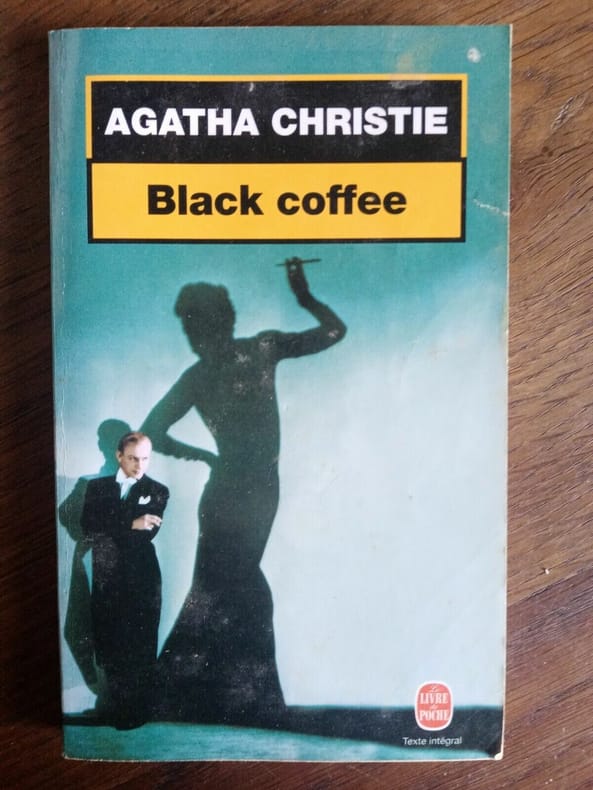 AGATHA CHRISTIE
Black coffee
Le
LIVRE
de
POCHE
Texte intégral